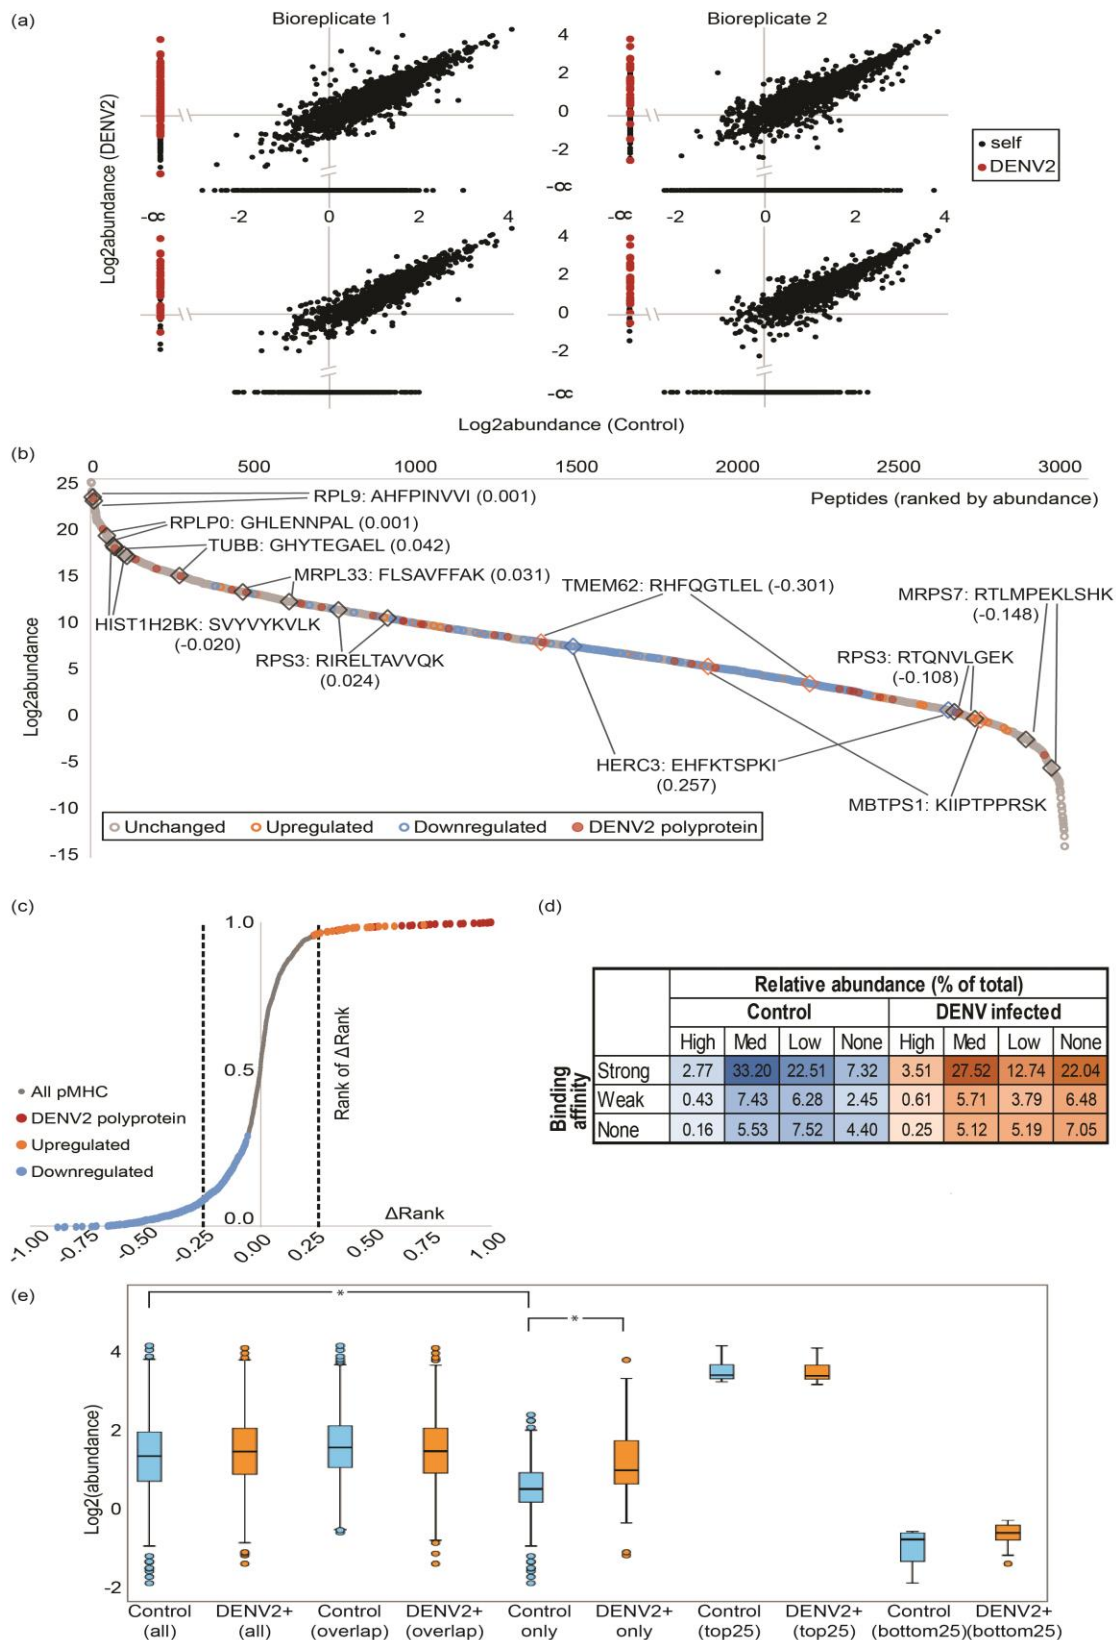 (a)
Bioreplicate 1
Bioreplicate 2
Log2abundance (DENV2)
4
2
0
-2
-∝
self
DENV2
-∝
-2
0
2
4
-∝
-2
0
2
4
4
2
0
-2
-∝
Log2abundance (Control)
(b)
0
500
1000
1500
2000
2500
3000
Peptides (ranked by abundance)
Log2abundance
25
20
15
10
5
0
-5
-10
-15
RPL9: AHFPINVVI (0.001)
RPLP0: GHLENNPAL (0.001)
TUBB: GHYTEGAEL (0.042)
MRPL33: FLSAVFFAK (0.031)
HIST1H2BK: SVYVYKVLK
(-0.020)
RPS3: RIRELTAVVQK
(0.024)
TMEM62: RHFQGTLEL (-0.301)
MRPS7: RTLMPEKLSHK
(-0.148)
RPS3: RTQNVLGEK
(-0.108)
HERC3: EHFKTSPKI
(0.257)
MBTPS1: KIIPTPPRSK
Unchanged
Upregulated
Downregulated
DENV2 polyprotein
(c)
1.0
0.5
0.0
Rank of ΔRank
ΔRank
All pMHC
DENV2 polyprotein
Upregulated
Downregulated
-1.00
-0.75
-0.50
-0.25
0.00
0.25
0.50
0.75
1.00
(d)
Relative abundance (% of total)
Control
DENV infected
High Med Low None High Med Low None
Binding affinity
Strong 2.77 33.20 22.51 7.32 3.51 27.52 12.74 22.04
Weak 0.43 7.43 6.28 2.45 0.61 5.71 3.79 6.48
None 0.16 5.53 7.52 4.40 0.25 5.12 5.19 7.05
(e)
Log2(abundance)
4
2
0
-2
*
*
Control (all)
DENV2+ (all)
Control (overlap)
DENV2+ (overlap)
Control only
DENV2+ only
Control (top25)
DENV2+ (top25)
Control (bottom25)
DENV2+ (bottom25)